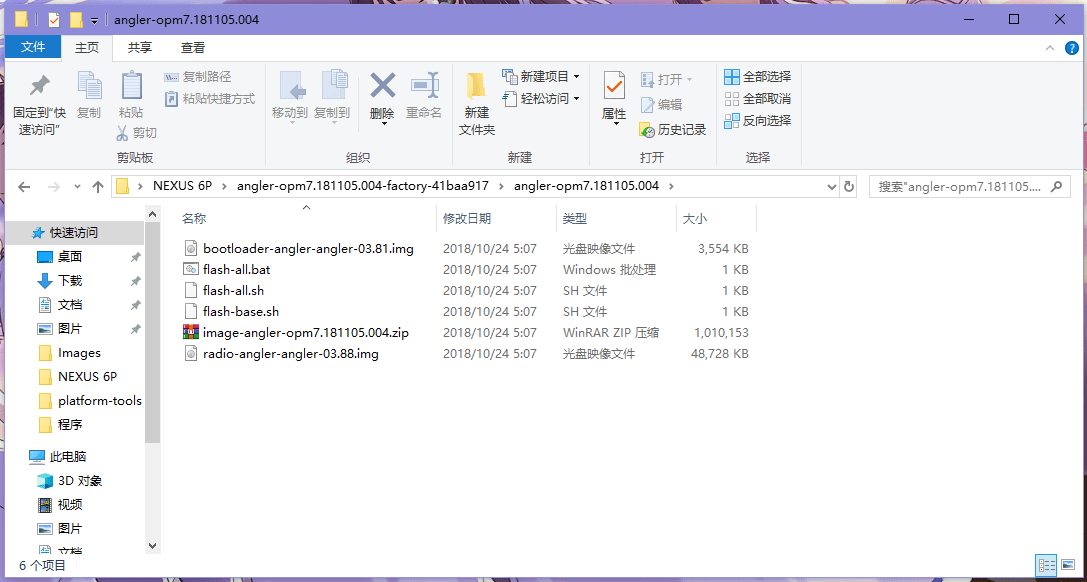 angler-opm7.181105.004
文件 主页 共享 查看
固定到"快速访问"
复制
粘贴
复制路径
粘贴快捷方式
剪切
剪贴板
移动到
复制到
删除
重命名
组织
新建文件夹
新建项目
轻松访问
新建
属性
打开
编辑
历史记录
打开
全部选择
全部取消
反向选择
选择
NEXUS 6P > angler-opm7.181105.004-factory-41baa917 > angler-opm7.181105.004 >
搜索"angler-opm7.181105....
快速访问
桌面
下载
文档
图片
Images
NEXUS 6P
platform-tools
程序
此电脑
3D 对象
视频
图片
文档
名称 修改日期 类型 大小
bootloader-angler-angler-03.81.img 2018/10/24 5:07 光盘映像文件 3,554 KB
flash-all.bat 2018/10/24 5:07 Windows 批处理 1 KB
flash-all.sh 2018/10/24 5:07 SH 文件 1 KB
flash-base.sh 2018/10/24 5:07 SH 文件 1 KB
image-angler-opm7.181105.004.zip 2018/10/24 5:07 WinRAR ZIP 压缩 1,010,153
radio-angler-angler-03.88.img 2018/10/24 5:07 光盘映像文件 48,728 KB
6 个项目